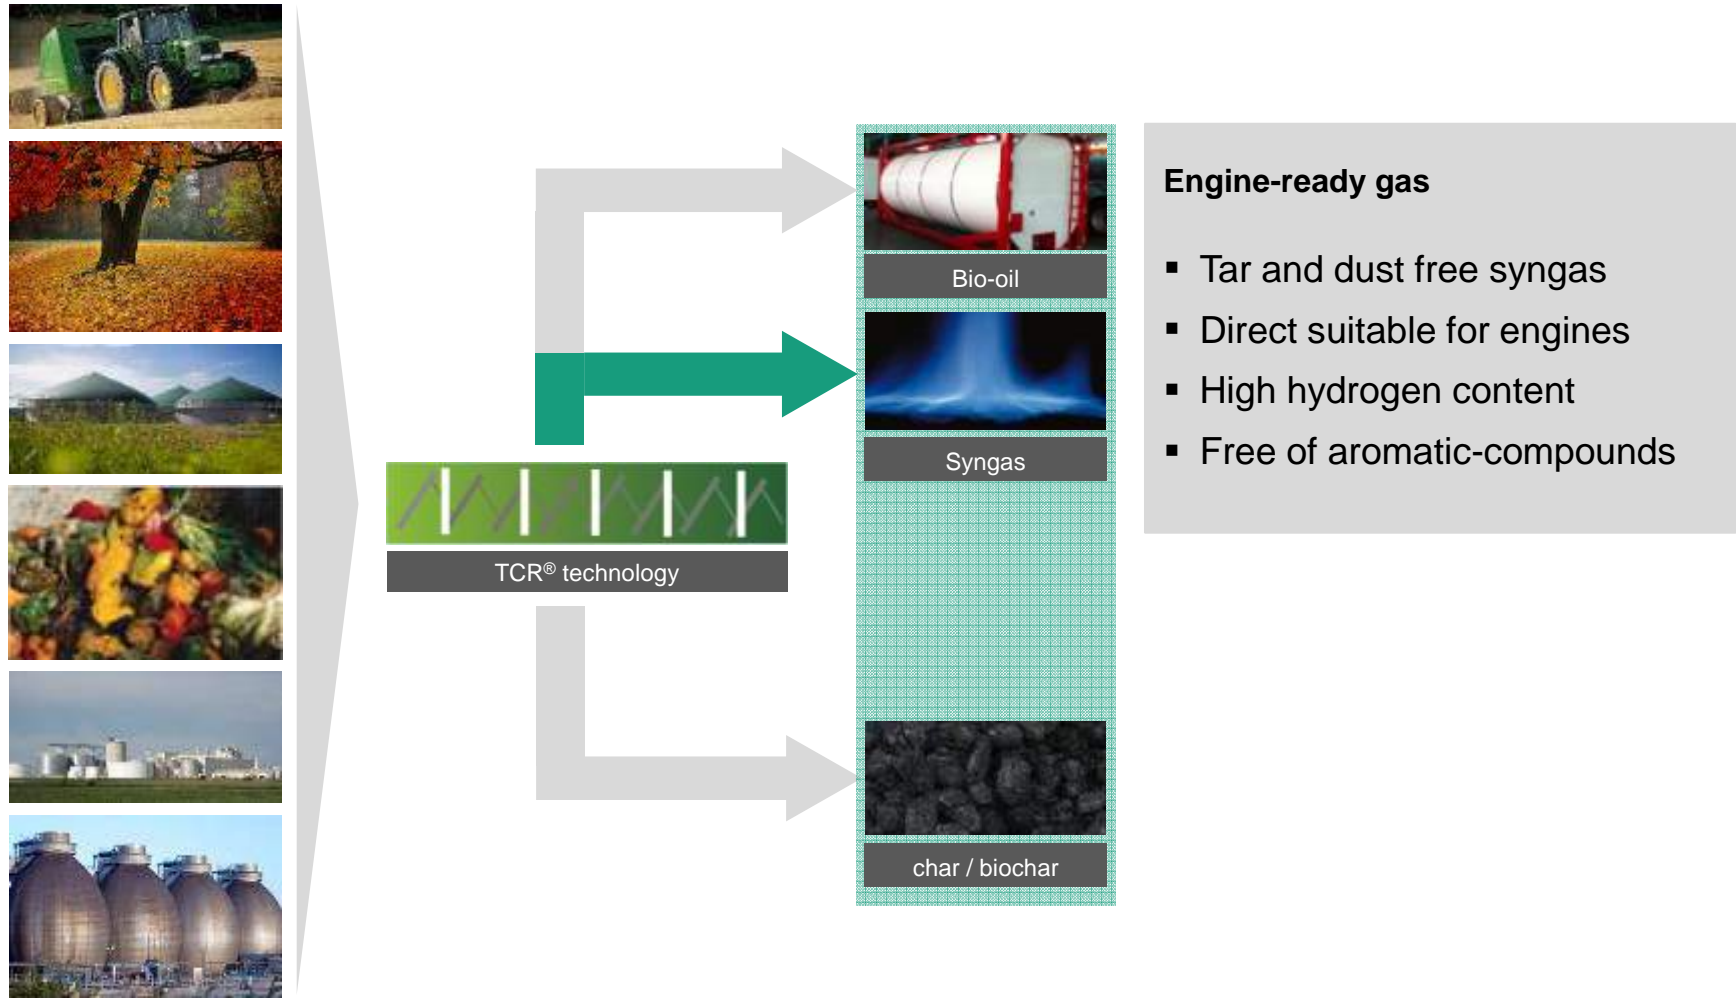 Bio-oil
Syngas
TCR® technology
char / biochar
Engine-ready gas
▪ Tar and dust free syngas
▪ Direct suitable for engines
▪ High hydrogen content
▪ Free of aromatic-compounds